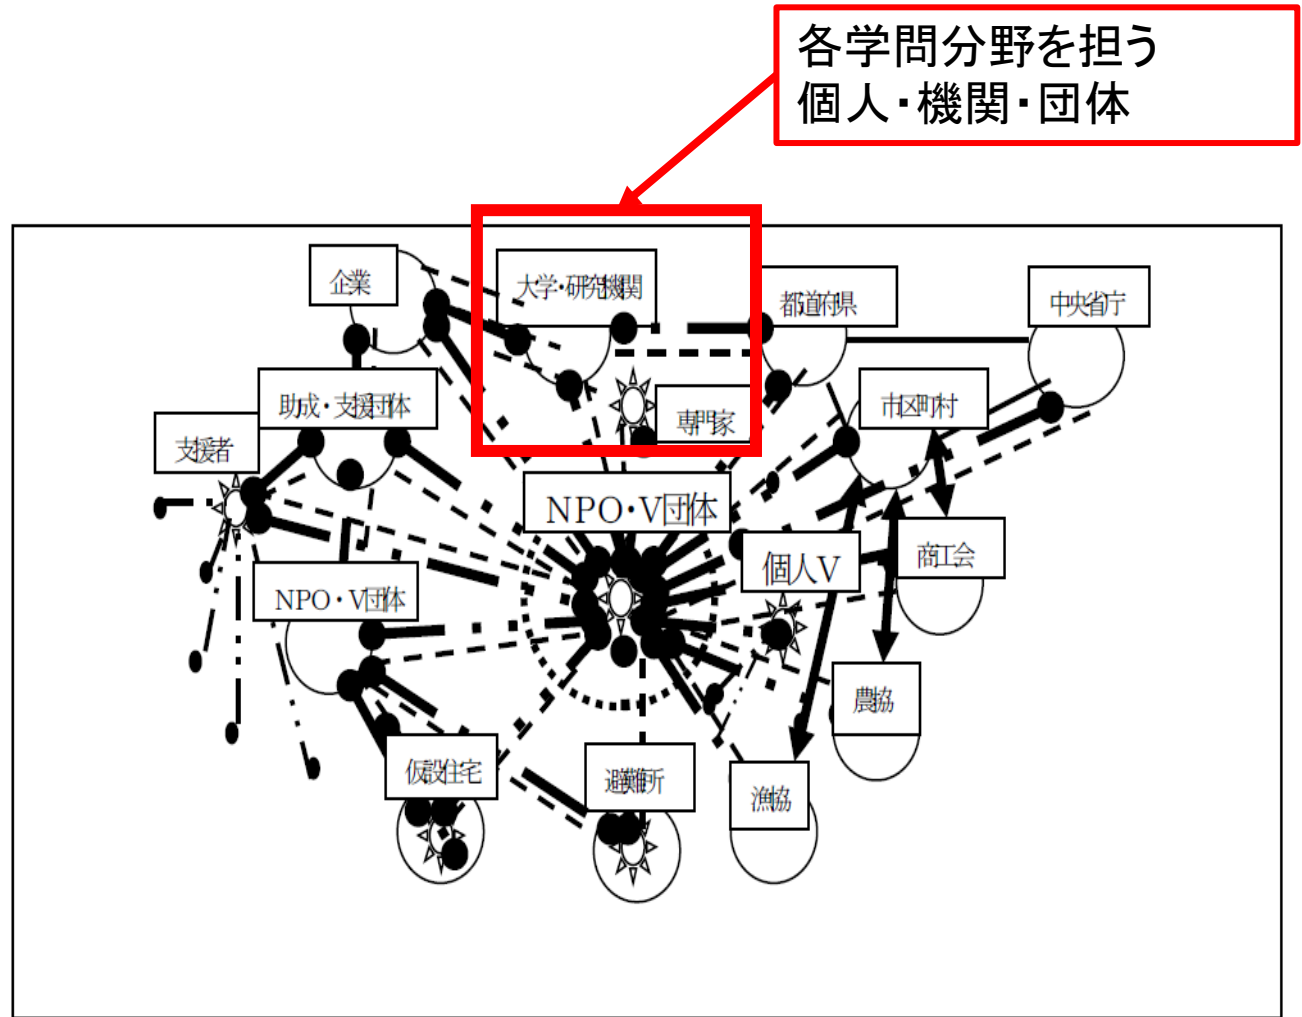 各学問分野を担う
個人・機関・団体
企業
大学・研究機関
都道府県
中央省庁
助成・支援団体
専門家
市区町村
支援者
NPO・V団体
個人V
商工会
NPO・V団体
農協
仮設住宅
避難所
漁協